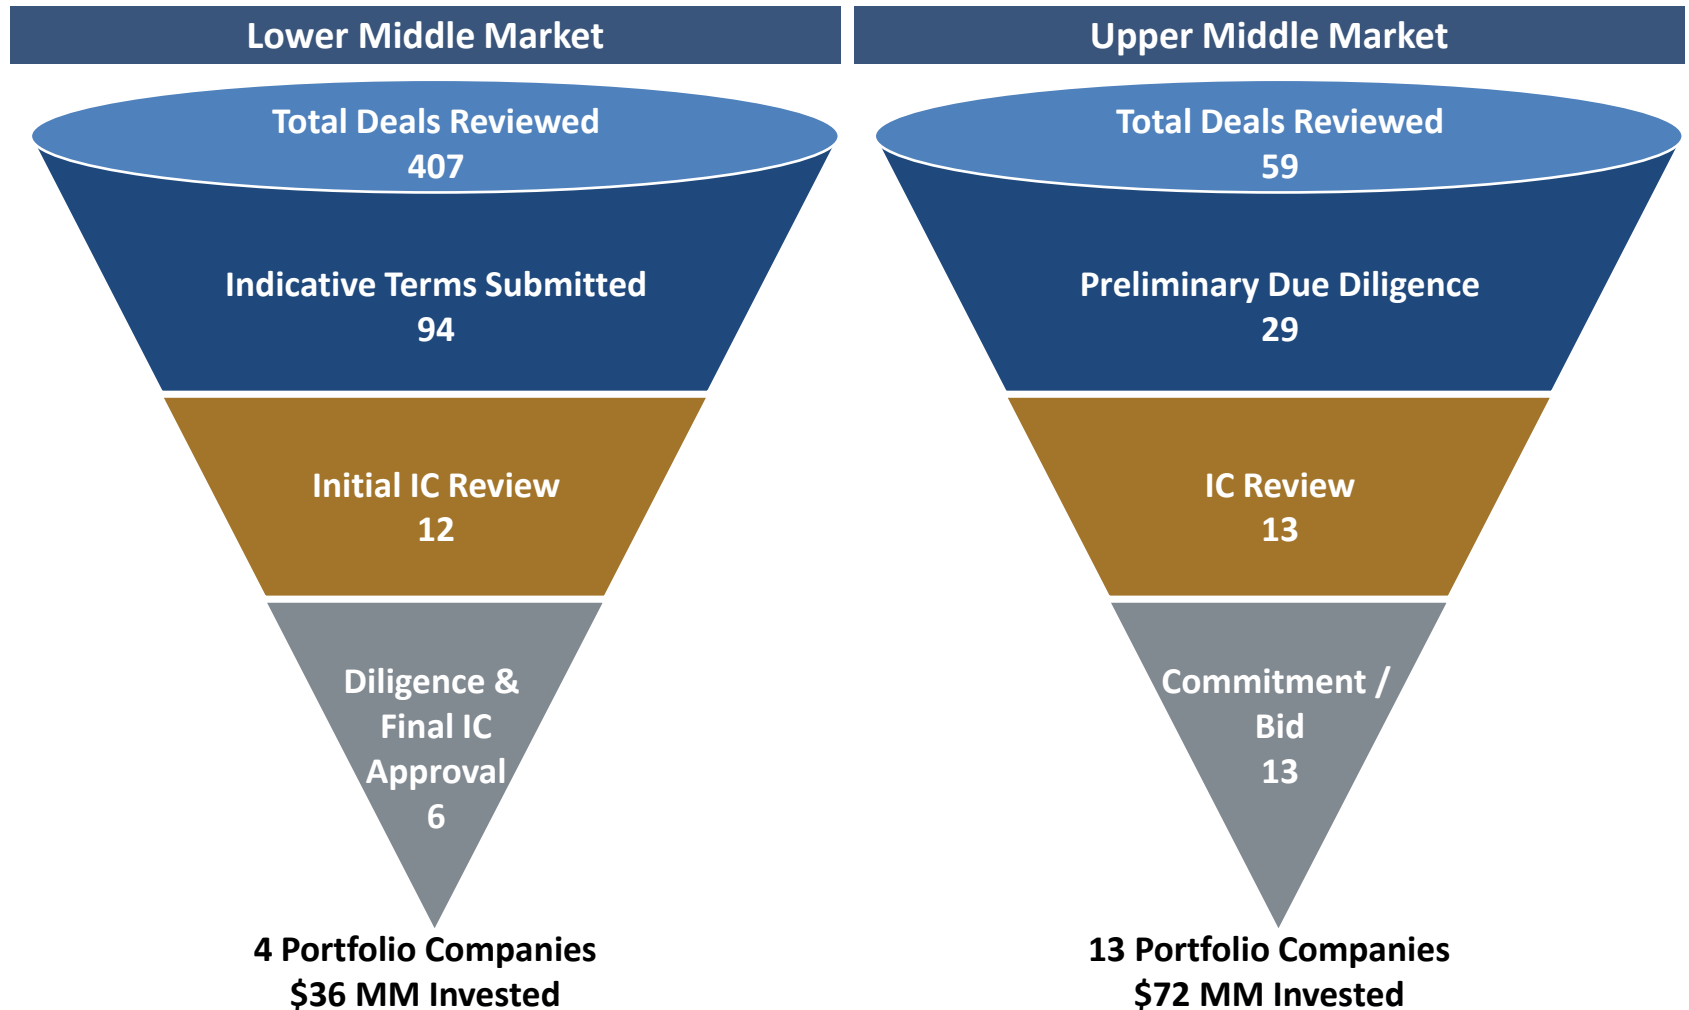 Lower Middle Market
Total Deals Reviewed
407
Indicative Terms Submitted
94
Initial IC Review
12
Diligence &
Final IC
Approval
6
4 Portfolio Companies
$36 MM Invested
Upper Middle Market
Total Deals Reviewed
59
Preliminary Due Diligence
29
IC Review
13
Commitment /
Bid
13
13 Portfolio Companies
$72 MM Invested